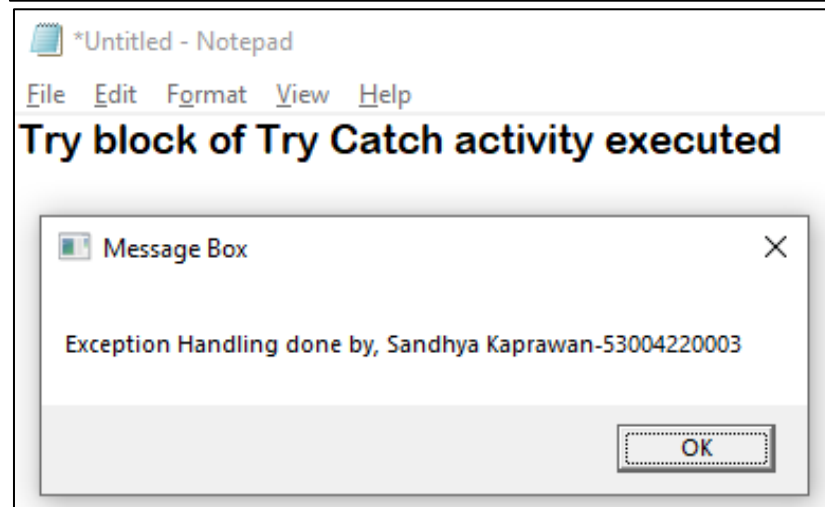 *Untitled - Notepad
File Edit Format View Help
Try block of Try Catch activity executed
Message Box
Exception Handling done by, Sandhya Kaprawan-53004220003
OK